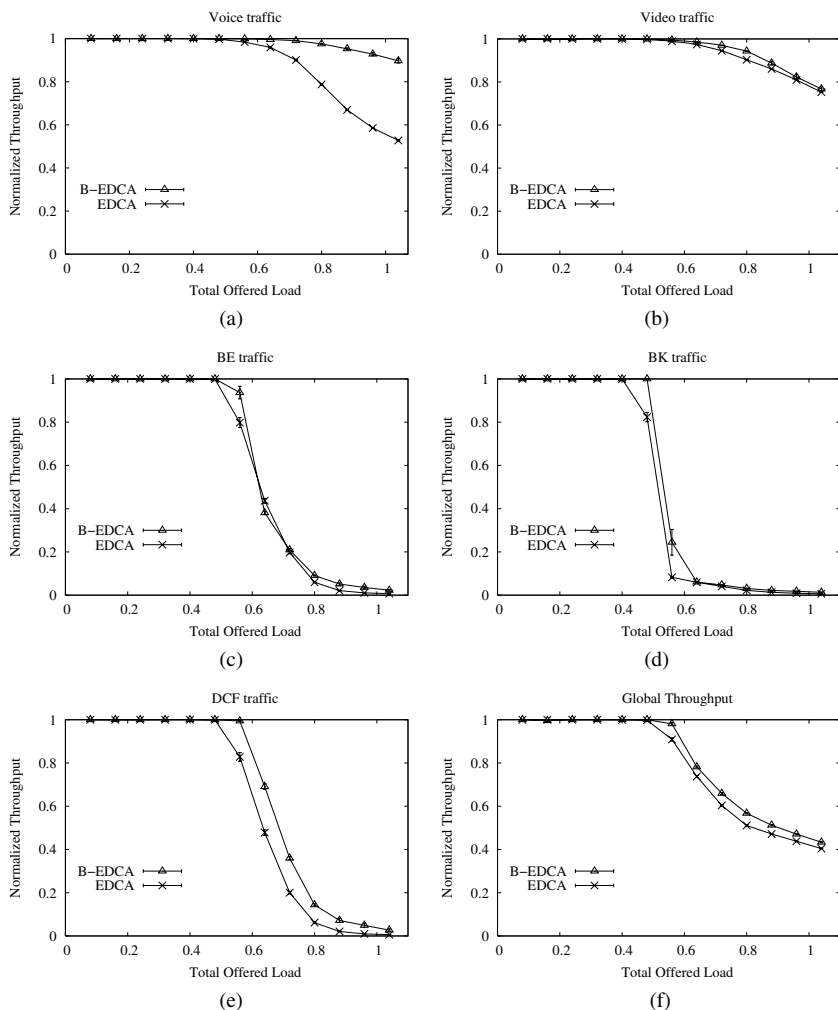 Voice traffic
1
0.8
0.6
0.4
0.2
0
Normalized Throughput
B−EDCA
EDCA
0 0.2 0.4 0.6 0.8 1
Total Offered Load
(a)
Video traffic
1
0.8
0.6
0.4
0.2
0
Normalized Throughput
B−EDCA
EDCA
0 0.2 0.4 0.6 0.8 1
Total Offered Load
(b)
BE traffic
1
0.8
0.6
0.4
0.2
0
Normalized Throughput
B−EDCA
EDCA
0 0.2 0.4 0.6 0.8 1
Total Offered Load
(c)
BK traffic
1
0.8
0.6
0.4
0.2
0
Normalized Throughput
B−EDCA
EDCA
0 0.2 0.4 0.6 0.8 1
Total Offered Load
(d)
DCF traffic
1
0.8
0.6
0.4
0.2
0
Normalized Throughput
B−EDCA
EDCA
0 0.2 0.4 0.6 0.8 1
Total Offered Load
(e)
Global Throughput
1
0.8
0.6
0.4
0.2
0
Normalized Throughput
B−EDCA
EDCA
0 0.2 0.4 0.6 0.8 1
Total Offered Load
(f)